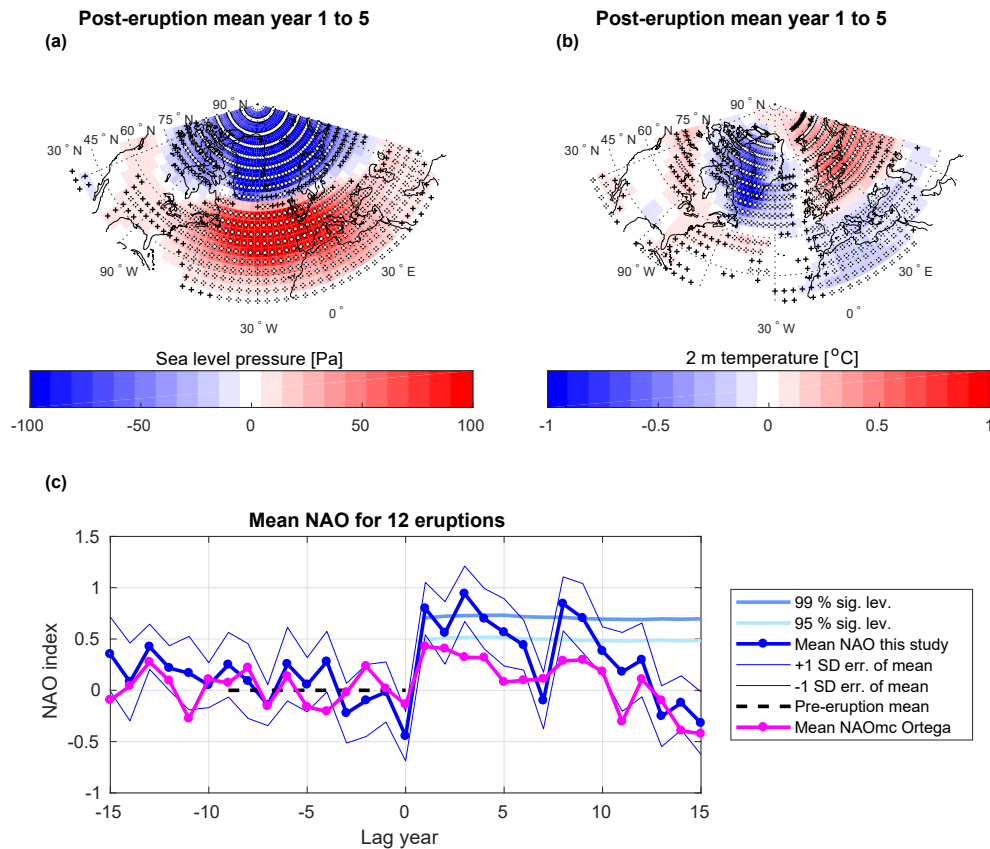 Post-eruption mean year 1 to 5
(a)
90° N
75° N
60° N
45° N
30° N
90° W
30° W
0°
30° E
Sea level pressure [Pa]
-100 -50 0 50 100
Post-eruption mean year 1 to 5
(b)
90° N
75° N
60° N
45° N
30° N
90° W
30° W
0°
30° E
2 m temperature [°C]
-1 -0.5 0 0.5 1
(c)
Mean NAO for 12 eruptions
NAO index
1.5
1
0.5
0
-0.5
-1
-15 -10 -5 0 5 10 15
Lag year
99 % sig. lev.
95 % sig. lev.
Mean NAO this study
+1 SD err. of mean
-1 SD err. of mean
Pre-eruption mean
Mean NAOmc Ortega